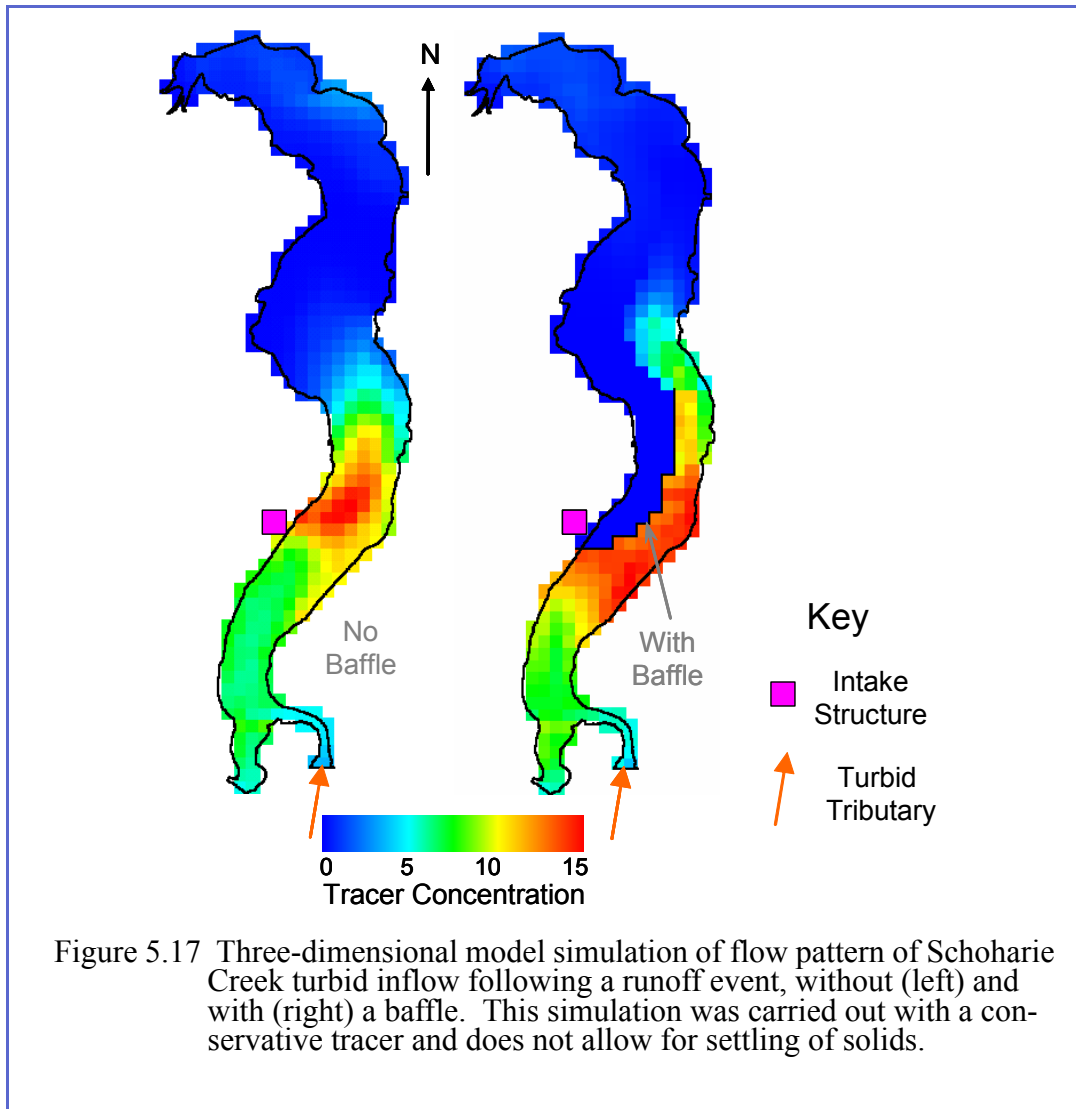 N
No
Baffle
With
Baffle
Key
Intake
Structure
Turbid
Tributary
0 5 10 15
Tracer Concentration
Figure 5.17 Three-dimensional model simulation of flow pattern of Schoharie
Creek turbid inflow following a runoff event, without (left) and
with (right) a baffle. This simulation was carried out with a con-
servative tracer and does not allow for settling of solids.